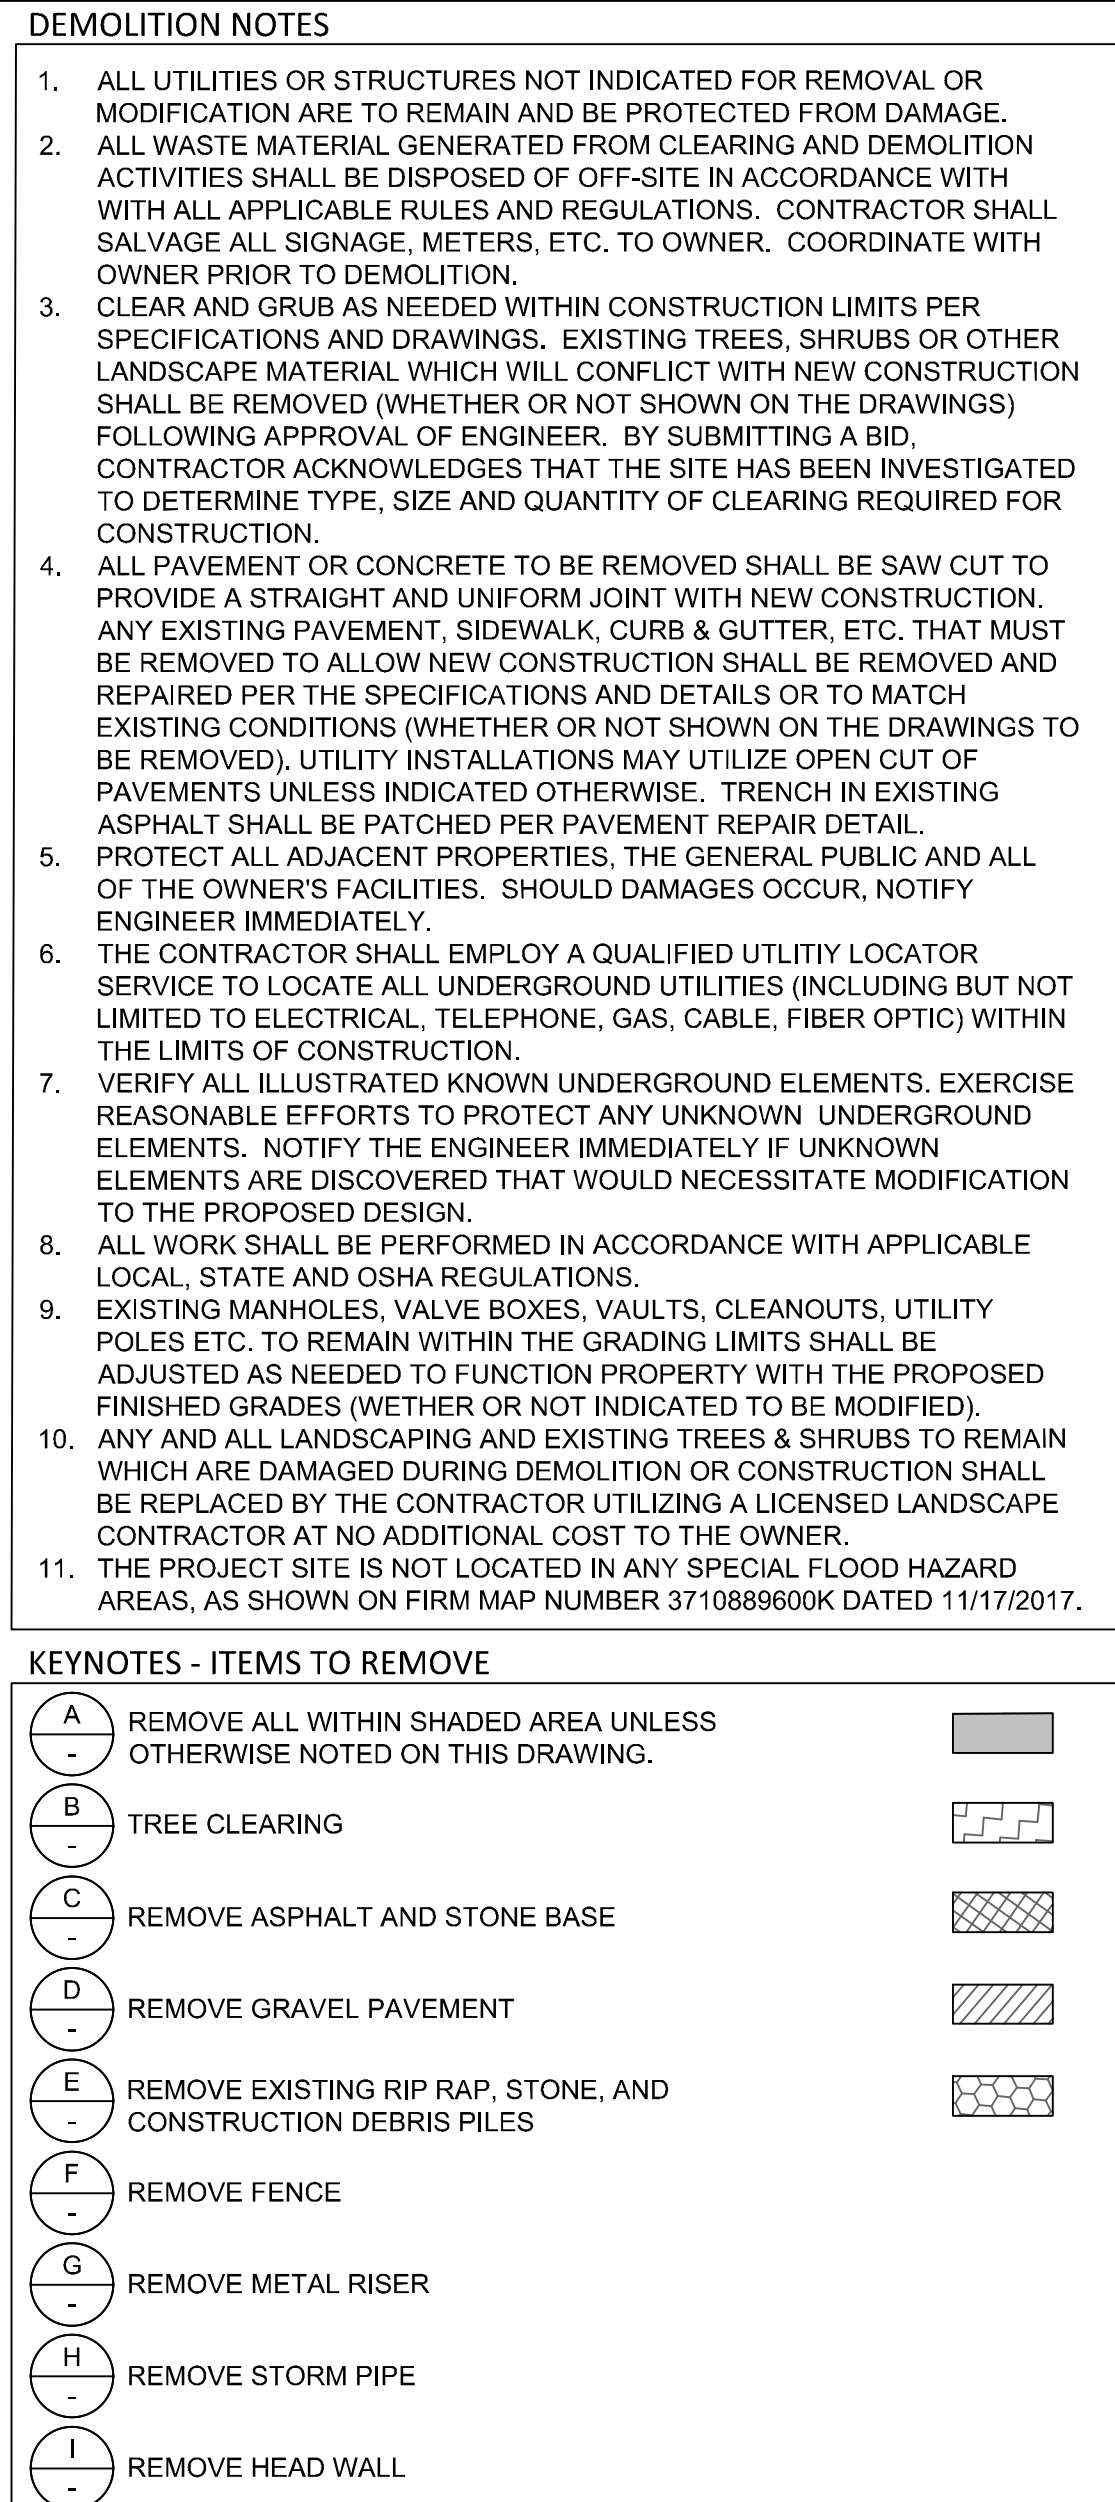 DEMOLITION NOTES
1. ALL UTILITIES OR STRUCTURES NOT INDICATED FOR REMOVAL OR
MODIFICATION ARE TO REMAIN AND BE PROTECTED FROM DAMAGE.
2. ALL WASTE MATERIAL GENERATED FROM CLEARING AND DEMOLITION
ACTIVITIES SHALL BE DISPOSED OF OFF-SITE IN ACCORDANCE WITH
WITH ALL APPLICABLE RULES AND REGULATIONS. CONTRACTOR SHALL
SALVAGE ALL SIGNAGE, METERS, ETC. TO OWNER. COORDINATE WITH
OWNER PRIOR TO DEMOLITION.
3. CLEAR AND GRUB AS NEEDED WITHIN CONSTRUCTION LIMITS PER
SPECIFICATIONS AND DRAWINGS. EXISTING TREES, SHRUBS OR OTHER
LANDSCAPE MATERIAL WHICH WILL CONFLICT WITH NEW CONSTRUCTION
SHALL BE REMOVED (WHETHER OR NOT SHOWN ON THE DRAWINGS)
FOLLOWING APPROVAL OF ENGINEER. BY SUBMITTING A BID,
CONTRACTOR ACKNOWLEDGES THAT THE SITE HAS BEEN INVESTIGATED
TO DETERMINE TYPE, SIZE AND QUANTITY OF CLEARING REQUIRED FOR
CONSTRUCTION.
4. ALL PAVEMENT OR CONCRETE TO BE REMOVED SHALL BE SAW CUT TO
PROVIDE A STRAIGHT AND UNIFORM JOINT WITH NEW CONSTRUCTION.
ANY EXISTING PAVEMENT, SIDEWALK, CURB & GUTTER, ETC. THAT MUST
BE REMOVED TO ALLOW NEW CONSTRUCTION SHALL BE REMOVED AND
REPAIRED PER THE SPECIFICATIONS AND DETAILS OR TO MATCH
EXISTING CONDITIONS (WHETHER OR NOT SHOWN ON THE DRAWINGS TO
BE REMOVED). UTILITY INSTALLATIONS MAY UTILIZE OPEN CUT OF
PAVEMENTS UNLESS INDICATED OTHERWISE. TRENCH IN EXISTING
ASPHALT SHALL BE PATCHED PER PAVEMENT REPAIR DETAIL.
5. PROTECT ALL ADJACENT PROPERTIES, THE GENERAL PUBLIC AND ALL
OF THE OWNER'S FACILITIES. SHOULD DAMAGES OCCUR, NOTIFY
ENGINEER IMMEDIATELY.
6. THE CONTRACTOR SHALL EMPLOY A QUALIFIED UTLITIY LOCATOR
SERVICE TO LOCATE ALL UNDERGROUND UTILITIES (INCLUDING BUT NOT
LIMITED TO ELECTRICAL, TELEPHONE, GAS, CABLE, FIBER OPTIC) WITHIN
THE LIMITS OF CONSTRUCTION.
7. VERIFY ALL ILLUSTRATED KNOWN UNDERGROUND ELEMENTS. EXERCISE
REASONABLE EFFORTS TO PROTECT ANY UNKNOWN UNDERGROUND
ELEMENTS. NOTIFY THE ENGINEER IMMEDIATELY IF UNKNOWN
ELEMENTS ARE DISCOVERED THAT WOULD NECESSITATE MODIFICATION
TO THE PROPOSED DESIGN.
8. ALL WORK SHALL BE PERFORMED IN ACCORDANCE WITH APPLICABLE
LOCAL, STATE AND OSHA REGULATIONS.
9. EXISTING MANHOLES, VALVE BOXES, VAULTS, CLEANOUTS, UTILITY
POLES ETC. TO REMAIN WITHIN THE GRADING LIMITS SHALL BE
ADJUSTED AS NEEDED TO FUNCTION PROPERTY WITH THE PROPOSED
FINISHED GRADES (WETHER OR NOT INDICATED TO BE MODIFIED).
10. ANY AND ALL LANDSCAPING AND EXISTING TREES & SHRUBS TO REMAIN
WHICH ARE DAMAGED DURING DEMOLITION OR CONSTRUCTION SHALL
BE REPLACED BY THE CONTRACTOR UTILIZING A LICENSED LANDSCAPE
CONTRACTOR AT NO ADDITIONAL COST TO THE OWNER.
11. THE PROJECT SITE IS NOT LOCATED IN ANY SPECIAL FLOOD HAZARD
AREAS, AS SHOWN ON FIRM MAP NUMBER 3710889600K DATED 11/17/2017.
KEYNOTES - ITEMS TO REMOVE
A
-
REMOVE ALL WITHIN SHADED AREA UNLESS
OTHERWISE NOTED ON THIS DRAWING.
B
-
TREE CLEARING
C
-
REMOVE ASPHALT AND STONE BASE
D
-
REMOVE GRAVEL PAVEMENT
E
-
REMOVE EXISTING RIP RAP, STONE, AND
CONSTRUCTION DEBRIS PILES
F
-
REMOVE FENCE
G
-
REMOVE METAL RISER
H
-
REMOVE STORM PIPE
I
-
REMOVE HEAD WALL